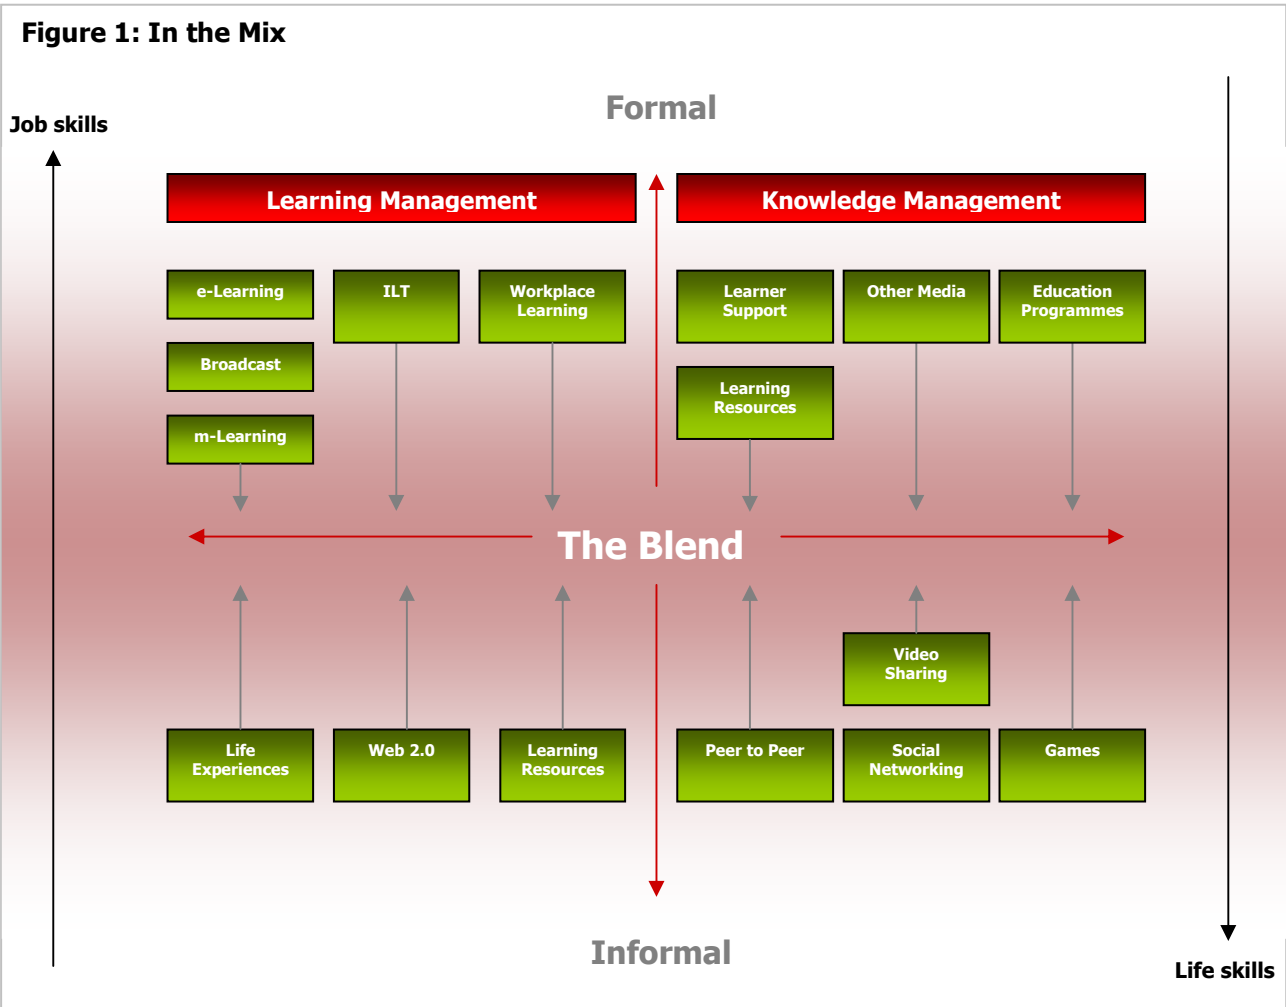 Figure 1: In the Mix
Formal
Job skills
Learning Management
Knowledge Management
e-Learning
ILT
Workplace
Learning
Learner
Support
Other Media
Education
Programmes
Broadcast
Learning
Resources
m-Learning
The Blend
Video
Sharing
Life
Experiences
Web 2.0
Learning
Resources
Peer to Peer
Social
Networking
Games
Informal
Life skills